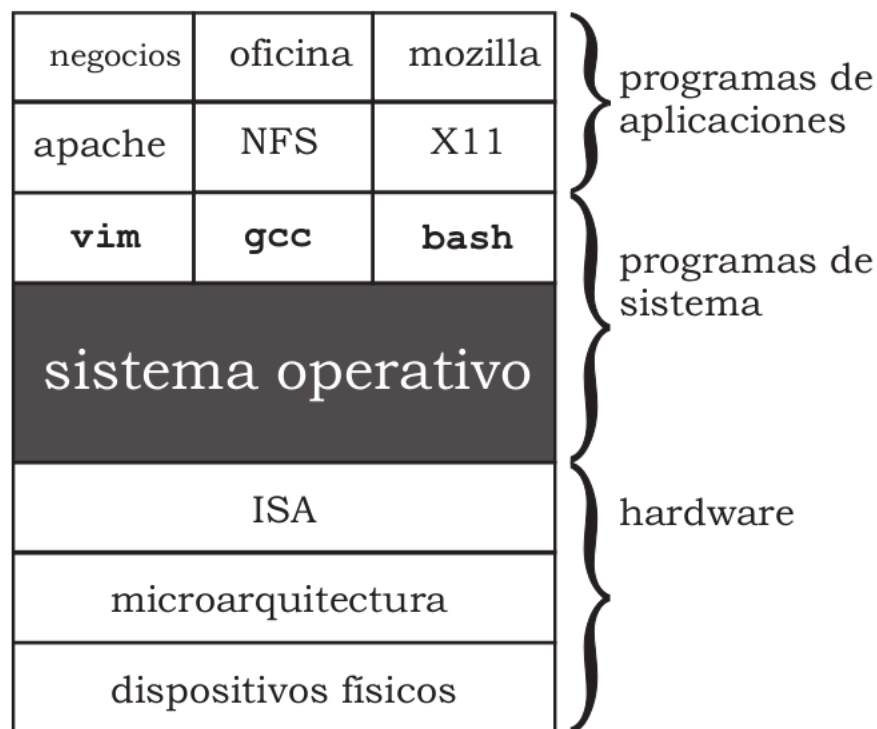 negocios oficina mozilla
programas de
aplicaciones
apache NFS X11
vim gcc bash
programas de
sistema
sistema operativo
ISA
hardware
microarquitectura
dispositivos físicos